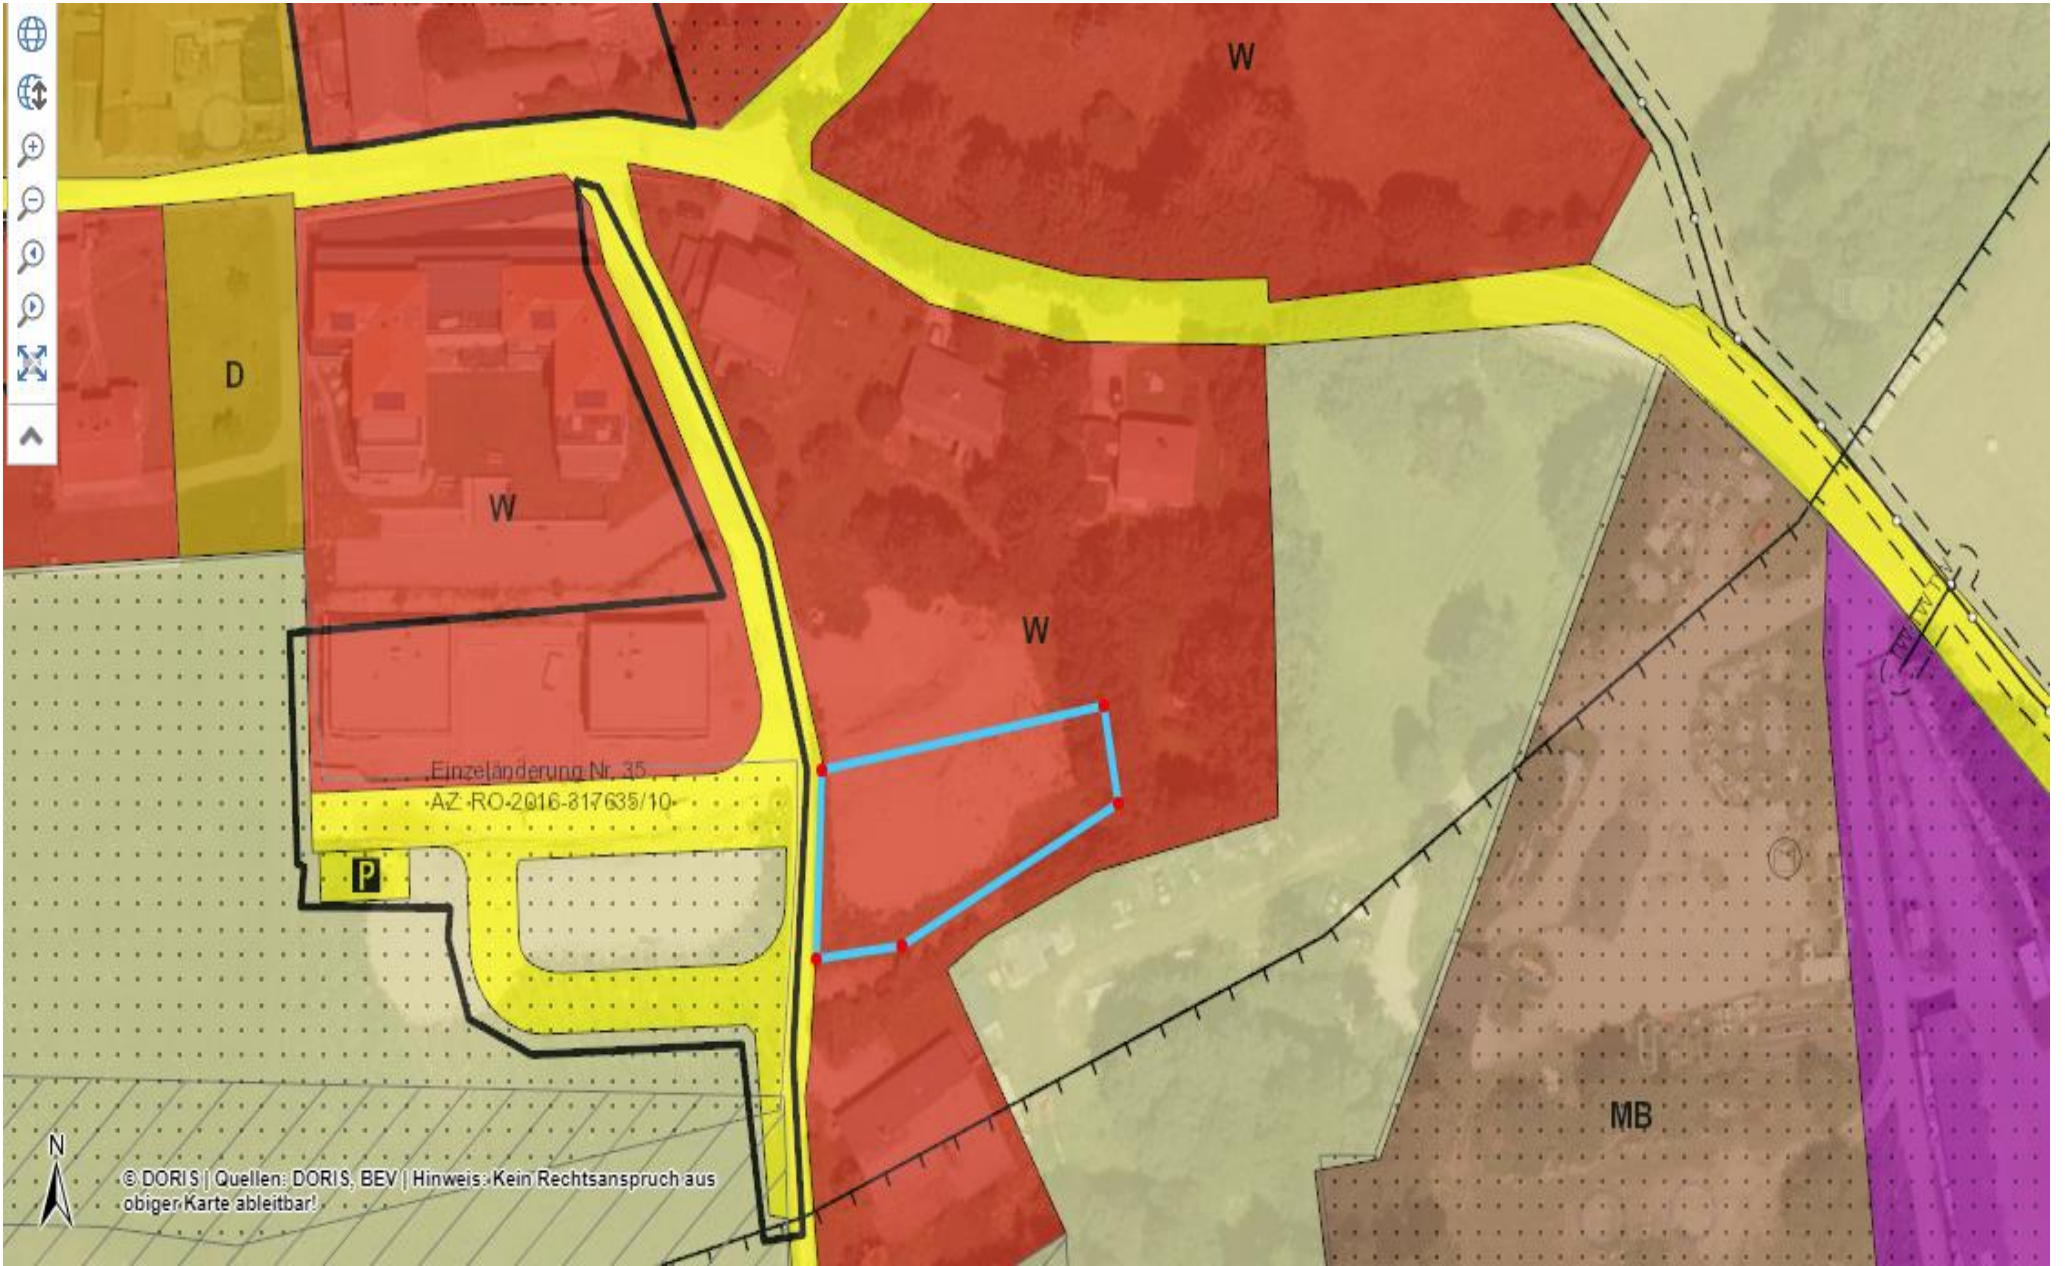 W
D
W
W
Einzeländerung Nr. 35
AZ RO-2016-317635/10
P
MB
N
© DORIS | Quellen: DORIS, BEV | Hinweis: Kein Rechtsanspruch aus
obiger Karte ableitbar!